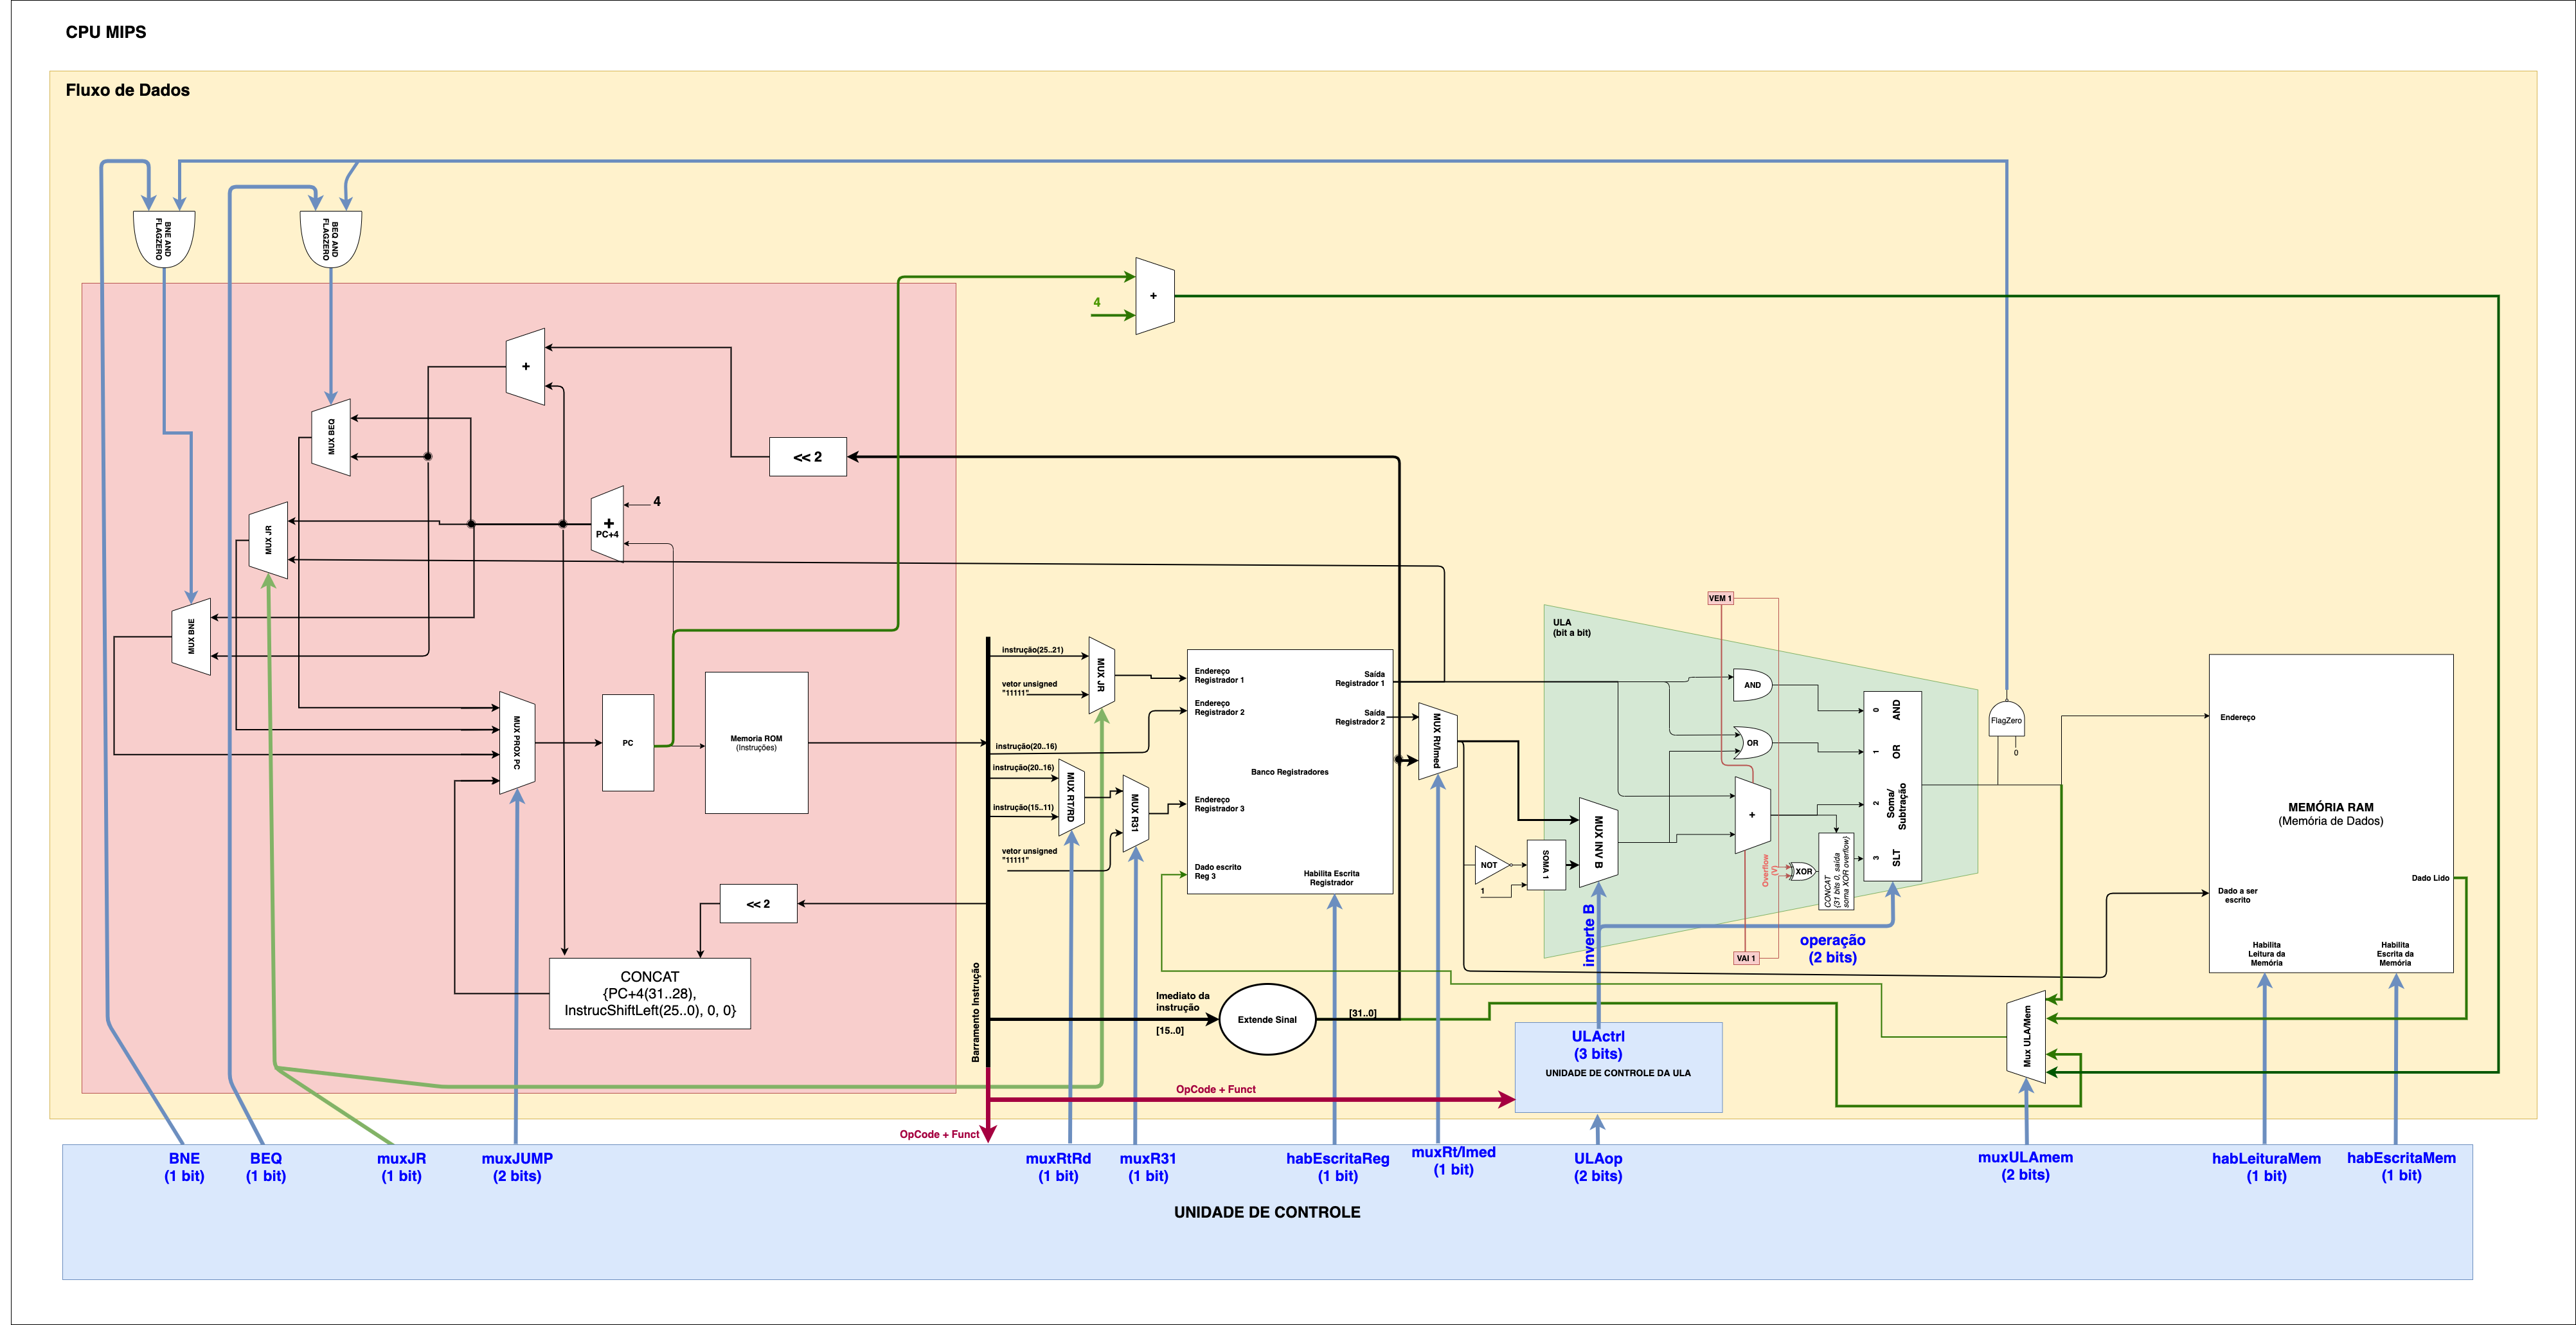 CPU MIPS
Fluxo de Dados
BNE AND
FLAGZERO
BEQ AND
FLAGZERO
4
+
+
MUX BEQ
<< 2
4
+
PC+4
MUX JR
MUX BNE
MUX PROX PC
PC
Memoria ROM
(Instruções)
<< 2
CONCAT
{PC+4(31..28),
InstrucShiftLeft(25..0), 0, 0}
Barramento Instrução
instrução(25..21)
vetor unsigned
"11111"
MUX JR
instrução(20..16)
instrução(20..16)
instrução(15..11)
MUX RT/RD
MUX R31
vetor unsigned
"11111"
Endereço
Registrador 1
Endereço
Registrador 2
Saída
Registrador 1
Saída
Registrador 2
Banco Registradores
Endereço
Registrador 3
Dado escrito
Reg 3
Habilita Escrita
Registrador
MUX Rt/Imed
Imediato da
instrução
[15..0]
Extende Sinal
[31..0]
NOT
1
SOMA 1
ULA
(bit a bit)
VEM 1
AND
OR
+
MUX INV B
inverte B
Overflow
(V)
XOR
CONCAT
{31 bits 0, saída
soma XOR overflow}
0
AND
1
OR
2
Soma/
Subtração
3
SLT
VAI 1
operação
(2 bits)
FlagZero
0
Endereço
MEMÓRIA RAM
(Memória de Dados)
Dado Lido
Dado a ser
escrito
Habilita
Leitura da
Memória
Habilita
Escrita da
Memória
Mux ULA/Mem
ULActrl
(3 bits)
UNIDADE DE CONTROLE DA ULA
OpCode + Funct
OpCode + Funct
BNE
(1 bit)
BEQ
(1 bit)
muxJR
(1 bit)
muxJUMP
(2 bits)
muxRtRd
(1 bit)
muxR31
(1 bit)
habEscritaReg
(1 bit)
muxRt/Imed
(1 bit)
ULAop
(2 bits)
muxULAmem
(2 bits)
habLeituraMem
(1 bit)
habEscritaMem
(1 bit)
UNIDADE DE CONTROLE